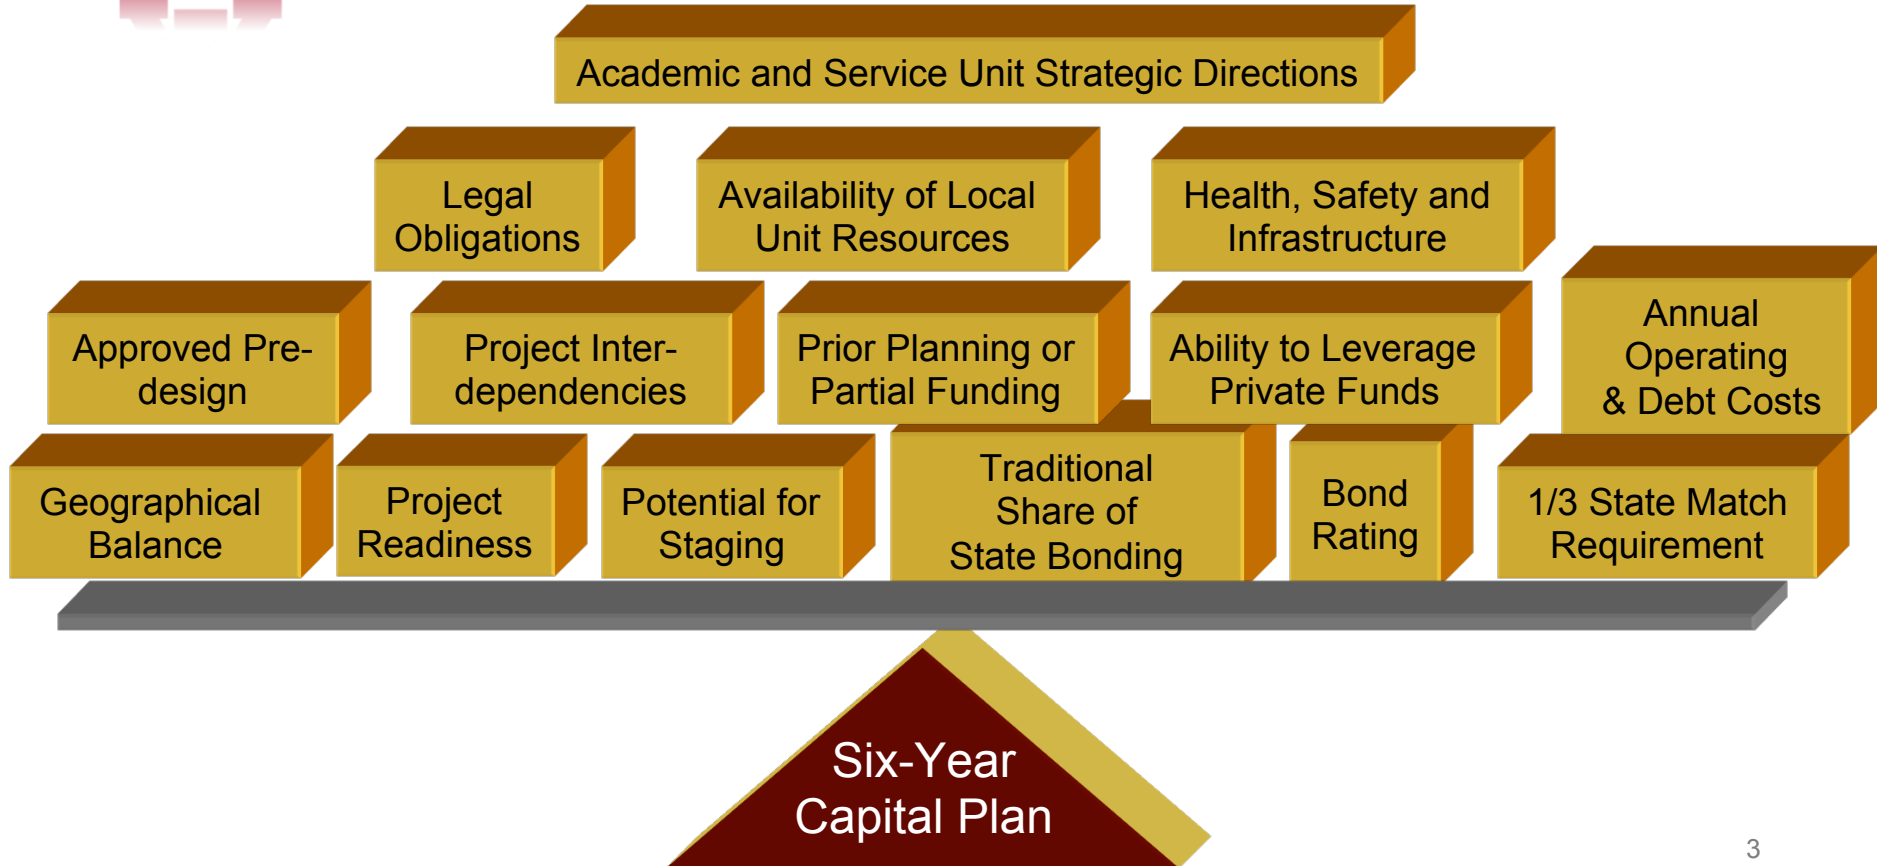 Academic and Service Unit Strategic Directions
Legal
Obligations
Availability of Local
Unit Resources
Health, Safety and
Infrastructure
Approved Pre-
design
Project Inter-
dependencies
Prior Planning or
Partial Funding
Ability to Leverage
Private Funds
Annual
Operating
& Debt Costs
Geographical
Balance
Project
Readiness
Potential for
Staging
Traditional
Share of
State Bonding
Bond
Rating
1/3 State Match
Requirement
Six-Year
Capital Plan
3